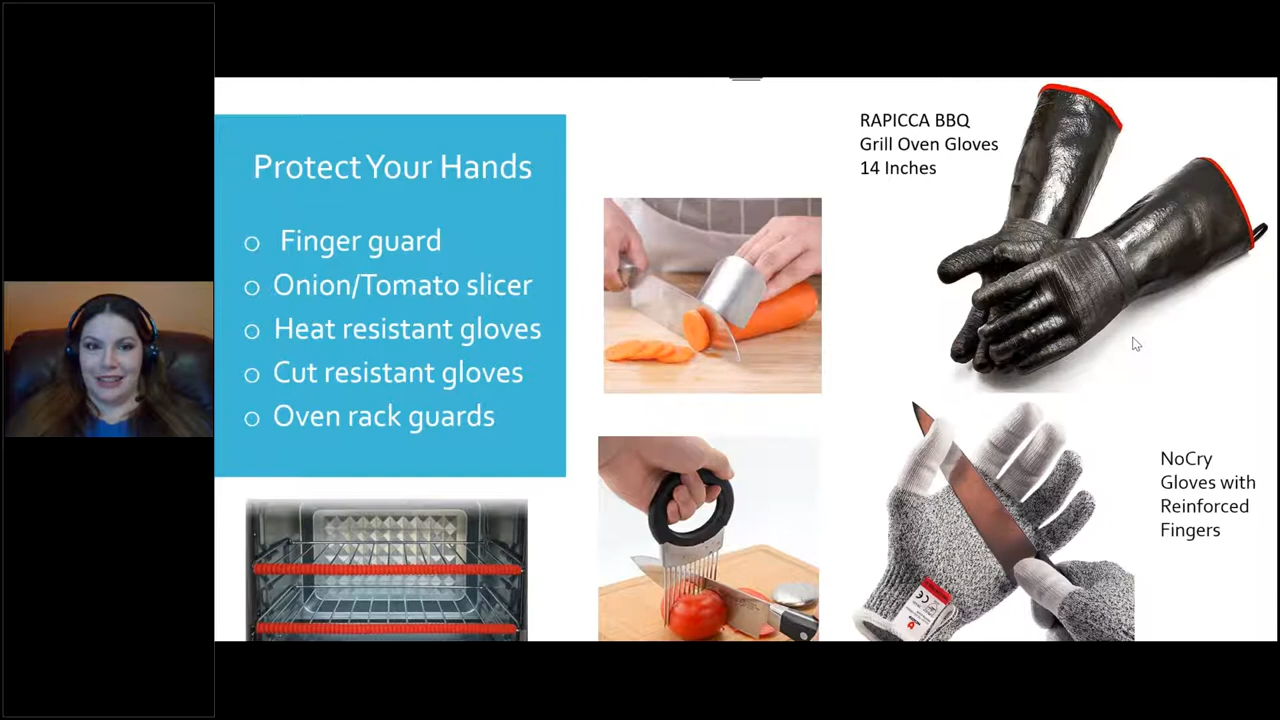 Protect Your Hands
o Finger guard
o Onion/Tomato slicer
o Heat resistant gloves
o Cut resistant gloves
o Oven rack guards
RAPICCA BBQ
Grill Oven Gloves
14 Inches
NoCry
Gloves with
Reinforced
Fingers